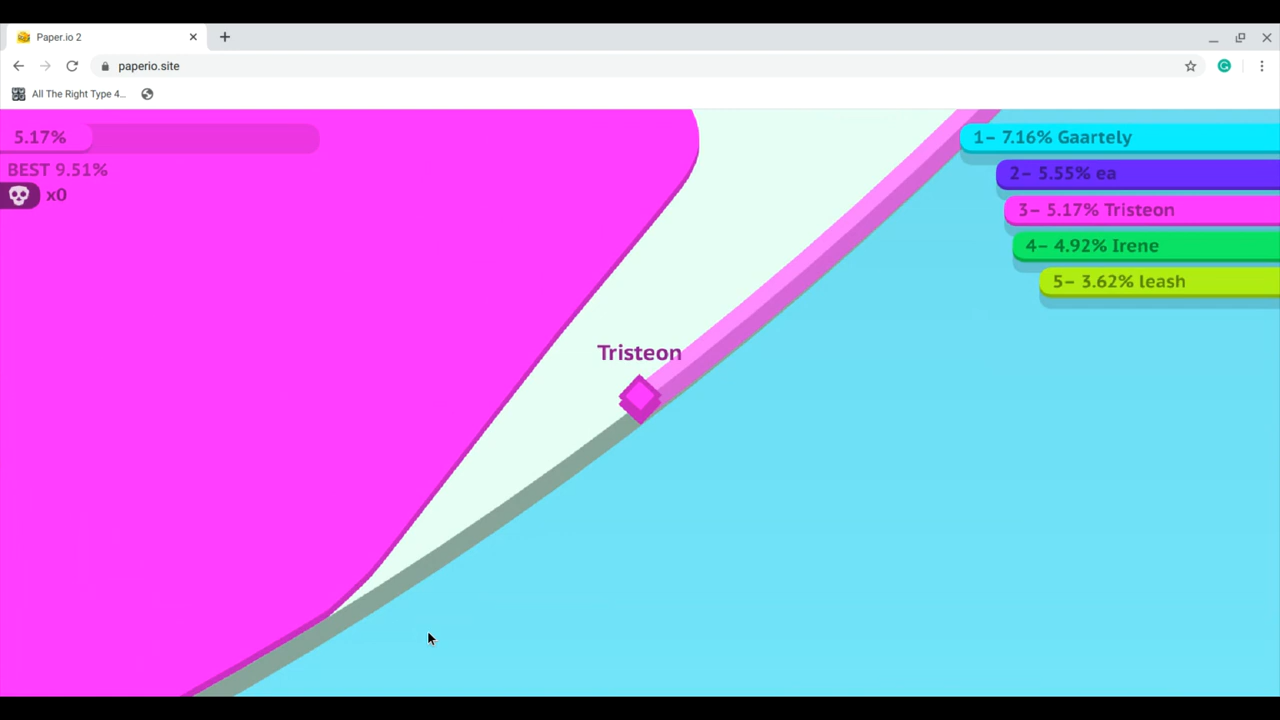 Paper.io 2
paperio.site
All The Right Type 4...
5.17%
BEST 9.51%
x0
1- 7.16% Gaartely
2- 5.55% ea
3- 5.17% Tristeon
4- 4.92% Irene
5- 3.62% leash
Tristeon